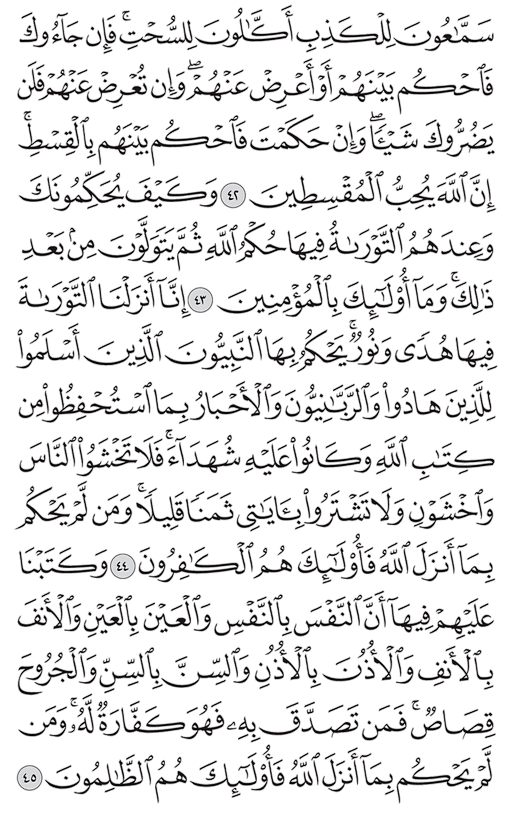 سَمَّٰعُونَ لِلۡكَذِبِ أَكَّٰلُونَ لِلسُّحۡتِۚ فَإِن جَآءُوكَ
فَٱحۡكُم بَيۡنَهُمۡ أَوۡ أَعۡرِضۡ عَنۡهُمۡۖ وَإِن تُعۡرِضۡ عَنۡهُمۡ فَلَن
يَضُرُّوكَ شَيۡـٔٗاۖ وَإِنۡ حَكَمۡتَ فَٱحۡكُم بَيۡنَهُم بِٱلۡقِسۡطِۚ
إِنَّ ٱللَّهَ يُحِبُّ ٱلۡمُقۡسِطِينَ ٤٢ وَكَيۡفَ يُحَكِّمُونَكَ
وَعِندَهُمُ ٱلتَّوۡرَىٰةُ فِيهَا حُكۡمُ ٱللَّهِ ثُمَّ يَتَوَلَّوۡنَ مِنۢ بَعۡدِ
ذَٰلِكَۚ وَمَآ أُوْلَٰٓئِكَ بِٱلۡمُؤۡمِنِينَ ٤٣ إِنَّآ أَنزَلۡنَا ٱلتَّوۡرَىٰةَ
فِيهَا هُدٗى وَنُورٞۚ يَحۡكُمُ بِهَا ٱلنَّبِيُّونَ ٱلَّذِينَ أَسۡلَمُواْ
لِلَّذِينَ هَادُواْ وَٱلرَّبَّٰنِيُّونَ وَٱلۡأَحۡبَارُ بِمَا ٱسۡتُحۡفِظُواْ مِن
كِتَٰبِ ٱللَّهِ وَكَانُواْ عَلَيۡهِ شُهَدَآءَۚ فَلَا تَخۡشَوُاْ ٱلنَّاسَ
وَٱخۡشَوۡنِ وَلَا تَشۡتَرُواْ بِـَٔايَٰتِي ثَمَنٗا قَلِيلٗاۚ وَمَن لَّمۡ يَحۡكُم
بِمَآ أَنزَلَ ٱللَّهُ فَأُوْلَٰٓئِكَ هُمُ ٱلۡكَٰفِرُونَ ٤٤ وَكَتَبۡنَا
عَلَيۡهِمۡ فِيهَآ أَنَّ ٱلنَّفۡسَ بِٱلنَّفۡسِ وَٱلۡعَيۡنَ بِٱلۡعَيۡنِ وَٱلۡأَنفَ
بِٱلۡأَنفِ وَٱلۡأُذُنَ بِٱلۡأُذُنِ وَٱلسِّنَّ بِٱلسِّنِّ وَٱلۡجُرُوحَ
قِصَاصٞۚ فَمَن تَصَدَّقَ بِهِۦ فَهُوَ كَفَّارَةٞ لَّهُۥۚ وَمَن
لَّمۡ يَحۡكُم بِمَآ أَنزَلَ ٱللَّهُ فَأُوْلَٰٓئِكَ هُمُ ٱلظَّٰلِمُونَ ٤٥